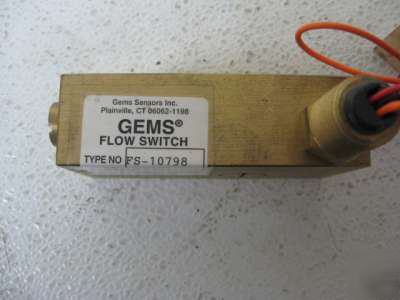 Gems Sensors Inc.
Plainville, CT 06062-1198
GEMS®
FLOW SWITCH
TYPE NO FS-10798